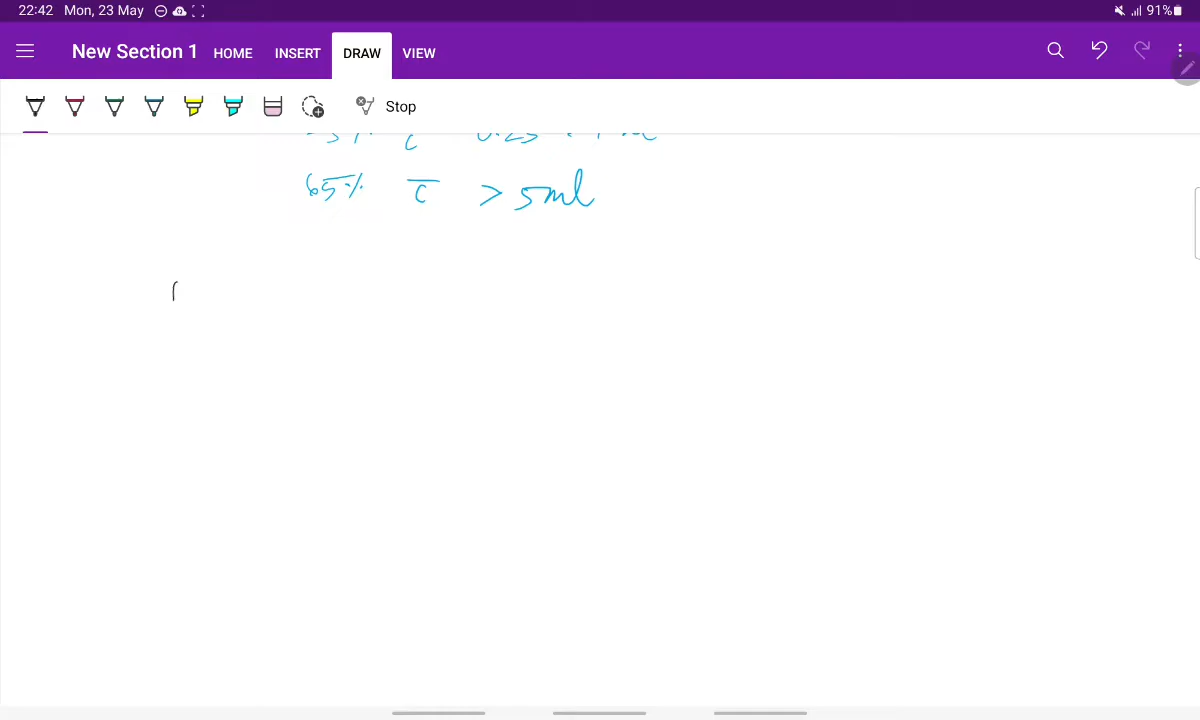 22:42 Mon, 23 May 91%
New Section 1 HOME INSERT DRAW VIEW
Stop
65% c̄ > 5ml